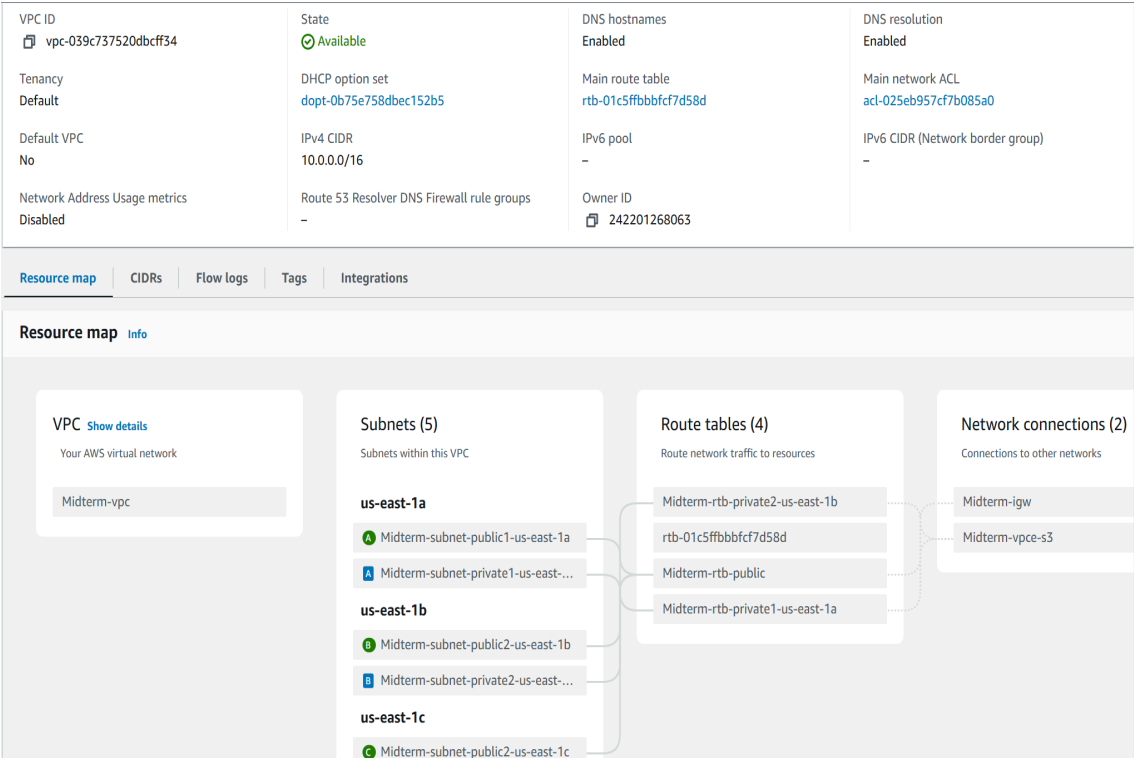 VPC ID
vpc-039c737520dbcff34
State
Available
DNS hostnames
Enabled
DNS resolution
Enabled
Tenancy
Default
DHCP option set
dopt-0b75e758dbec152b5
Main route table
rtb-01c5ffbbbfcf7d58d
Main network ACL
acl-025eb957cf7b085a0
Default VPC
No
IPv4 CIDR
10.0.0.0/16
IPv6 pool
–
IPv6 CIDR (Network border group)
–
Network Address Usage metrics
Disabled
Route 53 Resolver DNS Firewall rule groups
–
Owner ID
242201268063
Resource map
CIDRs
Flow logs
Tags
Integrations
Resource map Info
VPC Show details
Your AWS virtual network
Midterm-vpc
Subnets (5)
Subnets within this VPC
us-east-1a
A Midterm-subnet-public1-us-east-1a
A Midterm-subnet-private1-us-east-...
us-east-1b
B Midterm-subnet-public2-us-east-1b
B Midterm-subnet-private2-us-east-...
us-east-1c
C Midterm-subnet-public2-us-east-1c
Route tables (4)
Route network traffic to resources
Midterm-rtb-private2-us-east-1b
rtb-01c5ffbbbfcf7d58d
Midterm-rtb-public
Midterm-rtb-private1-us-east-1a
Network connections (2)
Connections to other networks
Midterm-igw
Midterm-vpce-s3